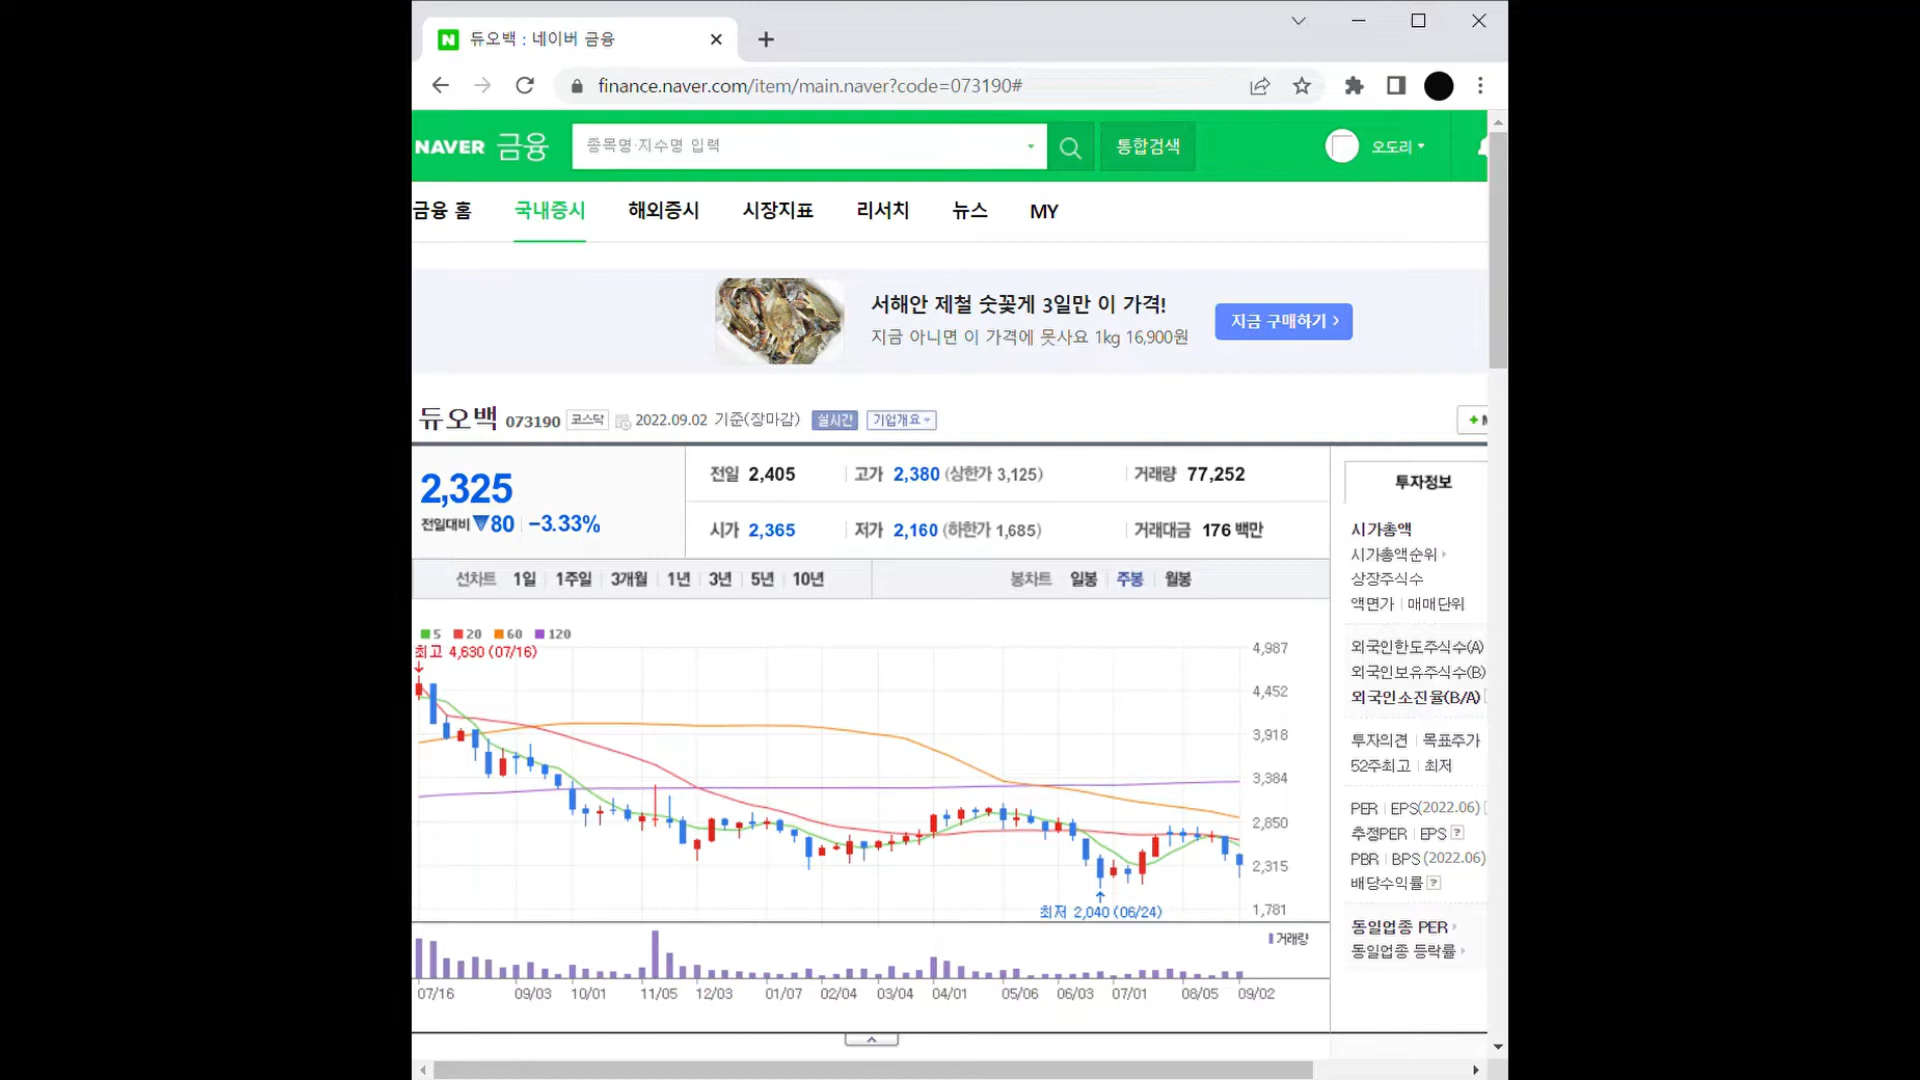 듀오백 : 네이버 금융
finance.naver.com/item/main.naver?code=073190#
NAVER 금융
종목명·지수명 입력
통합검색
오도리
금융 홈 국내증시 해외증시 시장지표 리서치 뉴스 MY
서해안 제철 숫꽃게 3일만 이 가격!
지금 아니면 이 가격에 못사요 1kg 16,900원
지금 구매하기 >
듀오백 073190 코스닥 2022.09.02 기준(장마감) 실시간 기업개요
2,325
전일대비 ▼80 -3.33%
전일 2,405 고가 2,380 (상한가 3,125) 거래량 77,252
시가 2,365 저가 2,160 (하한가 1,685) 거래대금 176 백만
선차트 1일 1주일 3개월 1년 3년 5년 10년 봉차트 일봉 주봉 월봉
5 20 60 120
최고 4,630 (07/16)
4,987
4,452
3,918
3,384
2,850
2,315
1,781
최저 2,040 (06/24)
거래량
07/16 09/03 10/01 11/05 12/03 01/07 02/04 03/04 04/01 05/06 06/03 07/01 08/05 09/02
투자정보
시가총액
시가총액순위
상장주식수
액면가 매매단위
외국인한도주식수(A)
외국인보유주식수(B)
외국인소진율(B/A)
투자의견 목표주가
52주최고 최저
PER EPS(2022.06)
추정PER EPS ?
PBR BPS (2022.06)
배당수익률 ?
동일업종 PER
동일업종 등락률